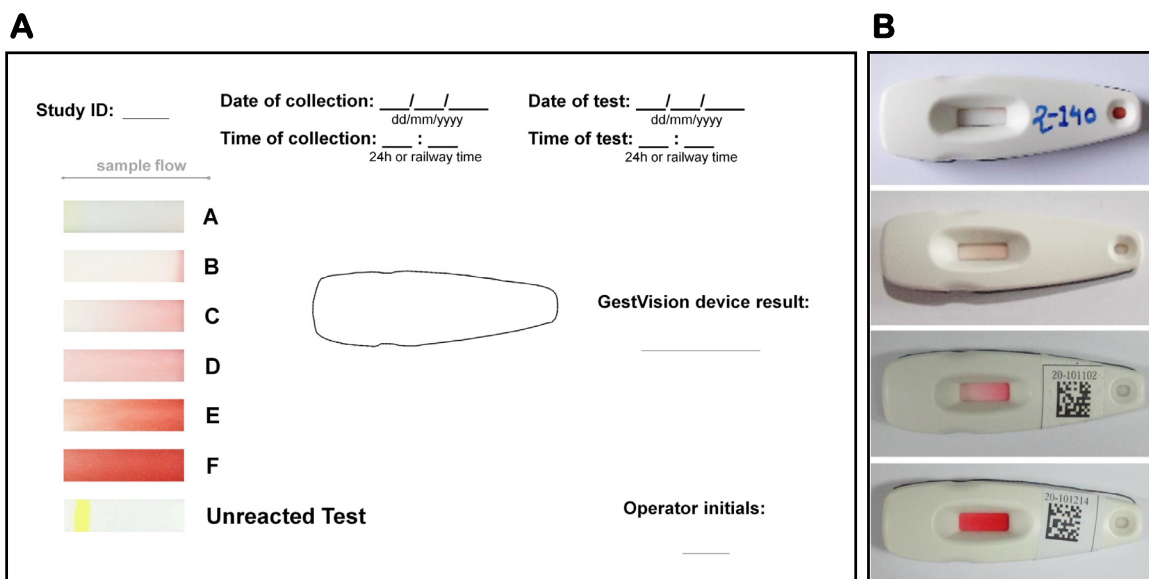 A
B
Study ID: _____
Date of collection: ___/___/____
dd/mm/yyyy
Time of collection: ___ : ___
24h or railway time
Date of test: ___/___/____
dd/mm/yyyy
Time of test: ___ : ___
24h or railway time
sample flow
A
B
C
D
E
F
Unreacted Test
GestVision device result:
Operator initials:
2-140
20-101102
20-101214